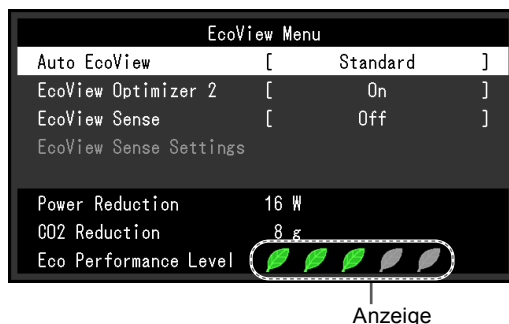 EcoView Menu
Auto EcoView [ Standard ]
EcoView Optimizer 2 [ On ]
EcoView Sense [ Off ]
EcoView Sense Settings
Power Reduction 16 W
CO2 Reduction 8 g
Eco Performance Level
Anzeige